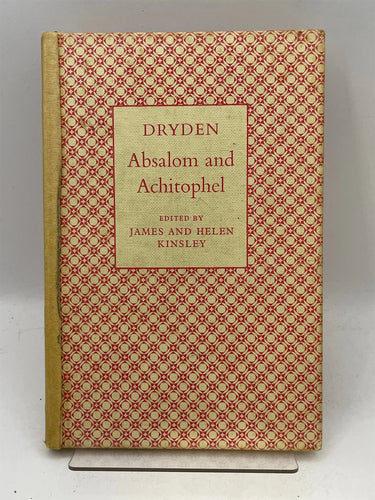 DRYDEN
Absalom and
Achitophel
EDITED BY
JAMES AND HELEN
KINSLEY